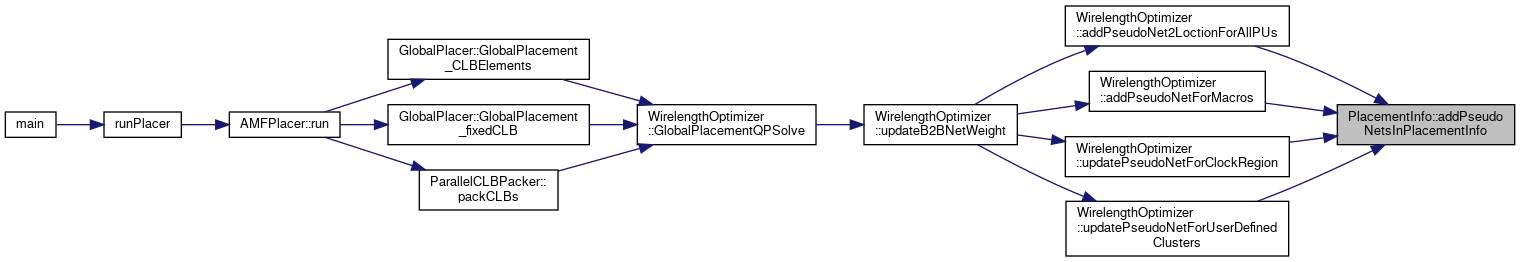 main
runPlacer
AMFPlacer::run
GlobalPlacer::GlobalPlacement
_CLBElements
GlobalPlacer::GlobalPlacement
_fixedCLB
ParallelCLBPacker::
packCLBs
WirelengthOptimizer
::GlobalPlacementQPSolve
WirelengthOptimizer
::updateB2BNetWeight
WirelengthOptimizer
::addPseudoNet2LoctionForAllPUs
WirelengthOptimizer
::addPseudoNetForMacros
WirelengthOptimizer
::updatePseudoNetForClockRegion
WirelengthOptimizer
::updatePseudoNetForUserDefined
Clusters
PlacementInfo::addPseudo
NetsInPlacementInfo